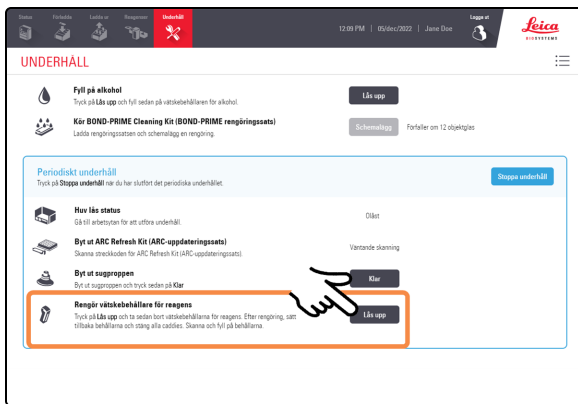 Status
Förladda
Ladda ur
Reagenser
Underhåll
12:09 PM | 05/dec/2022 | Jane Doe
Logga ut
Leica
BIOSYSTEMS
UNDERHÅLL
Fyll på alkohol
Tryck på Lås upp och fyll sedan på vätskebehållaren för alkohol.
Lås upp
Kör BOND-PRIME Cleaning Kit (BOND-PRIME rengöringssats)
Ladda rengöringssatsen och schemalägg en rengöring.
Schemalägg
Förfaller om 12 objektglas
Periodiskt underhåll
Tryck på Stoppa underhåll när du har slutfört det periodiska underhållet.
Stoppa underhåll
Huv lås status
Gå till arbetsytan för att utföra underhåll.
Olåst
Byt ut ARC Refresh Kit (ARC-uppdateringssats)
Skanna streckkoden för ARC Refresh Kit (ARC-uppdateringssats).
Väntande skanning
Byt ut sugproppen
Byt ut sugproppen och tryck sedan på Klar
Klar
Rengör vätskebehållare för reagens
Tryck på Lås upp och ta sedan bort vätskebehållarna för reagens. Efter rengöring, sätt
tillbaka behållarna och stäng alla caddies. Skanna och fyll på behållarna.
Lås upp